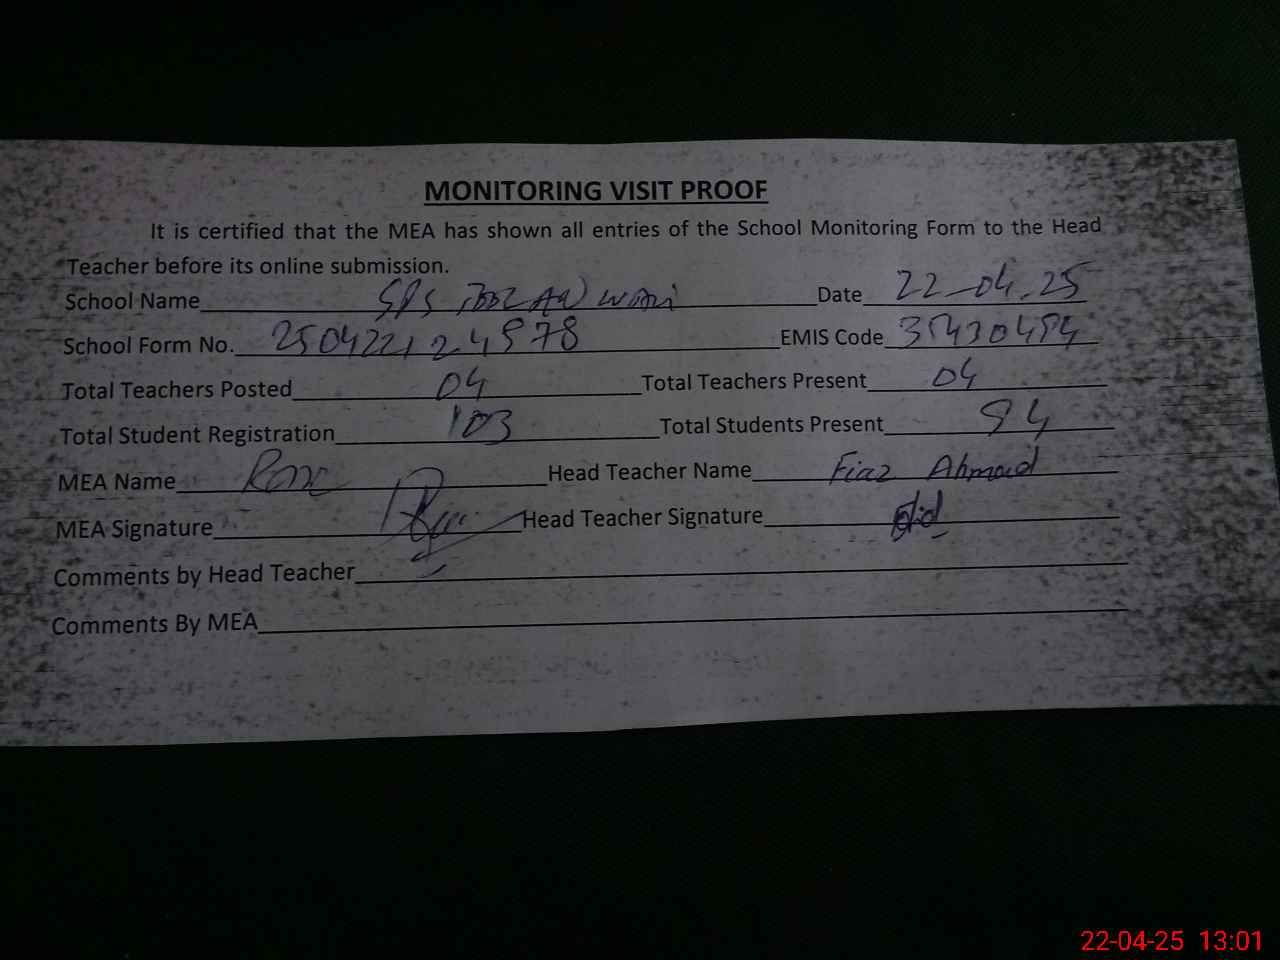 MONITORING VISIT PROOF
It is certified that the MEA has shown all entries of the School Monitoring Form to the Head
Teacher before its online submission.
School Name SPS WALI Date 22-04-25
School Form No. EMIS Code
Total Teachers Posted 04 Total Teachers Present 04
Total Student Registration 103 Total Students Present 94
MEA Name Head Teacher Name Fiaz Ahmad
MEA Signature Head Teacher Signature
Comments by Head Teacher
Comments By MEA
22-04-25 13:01